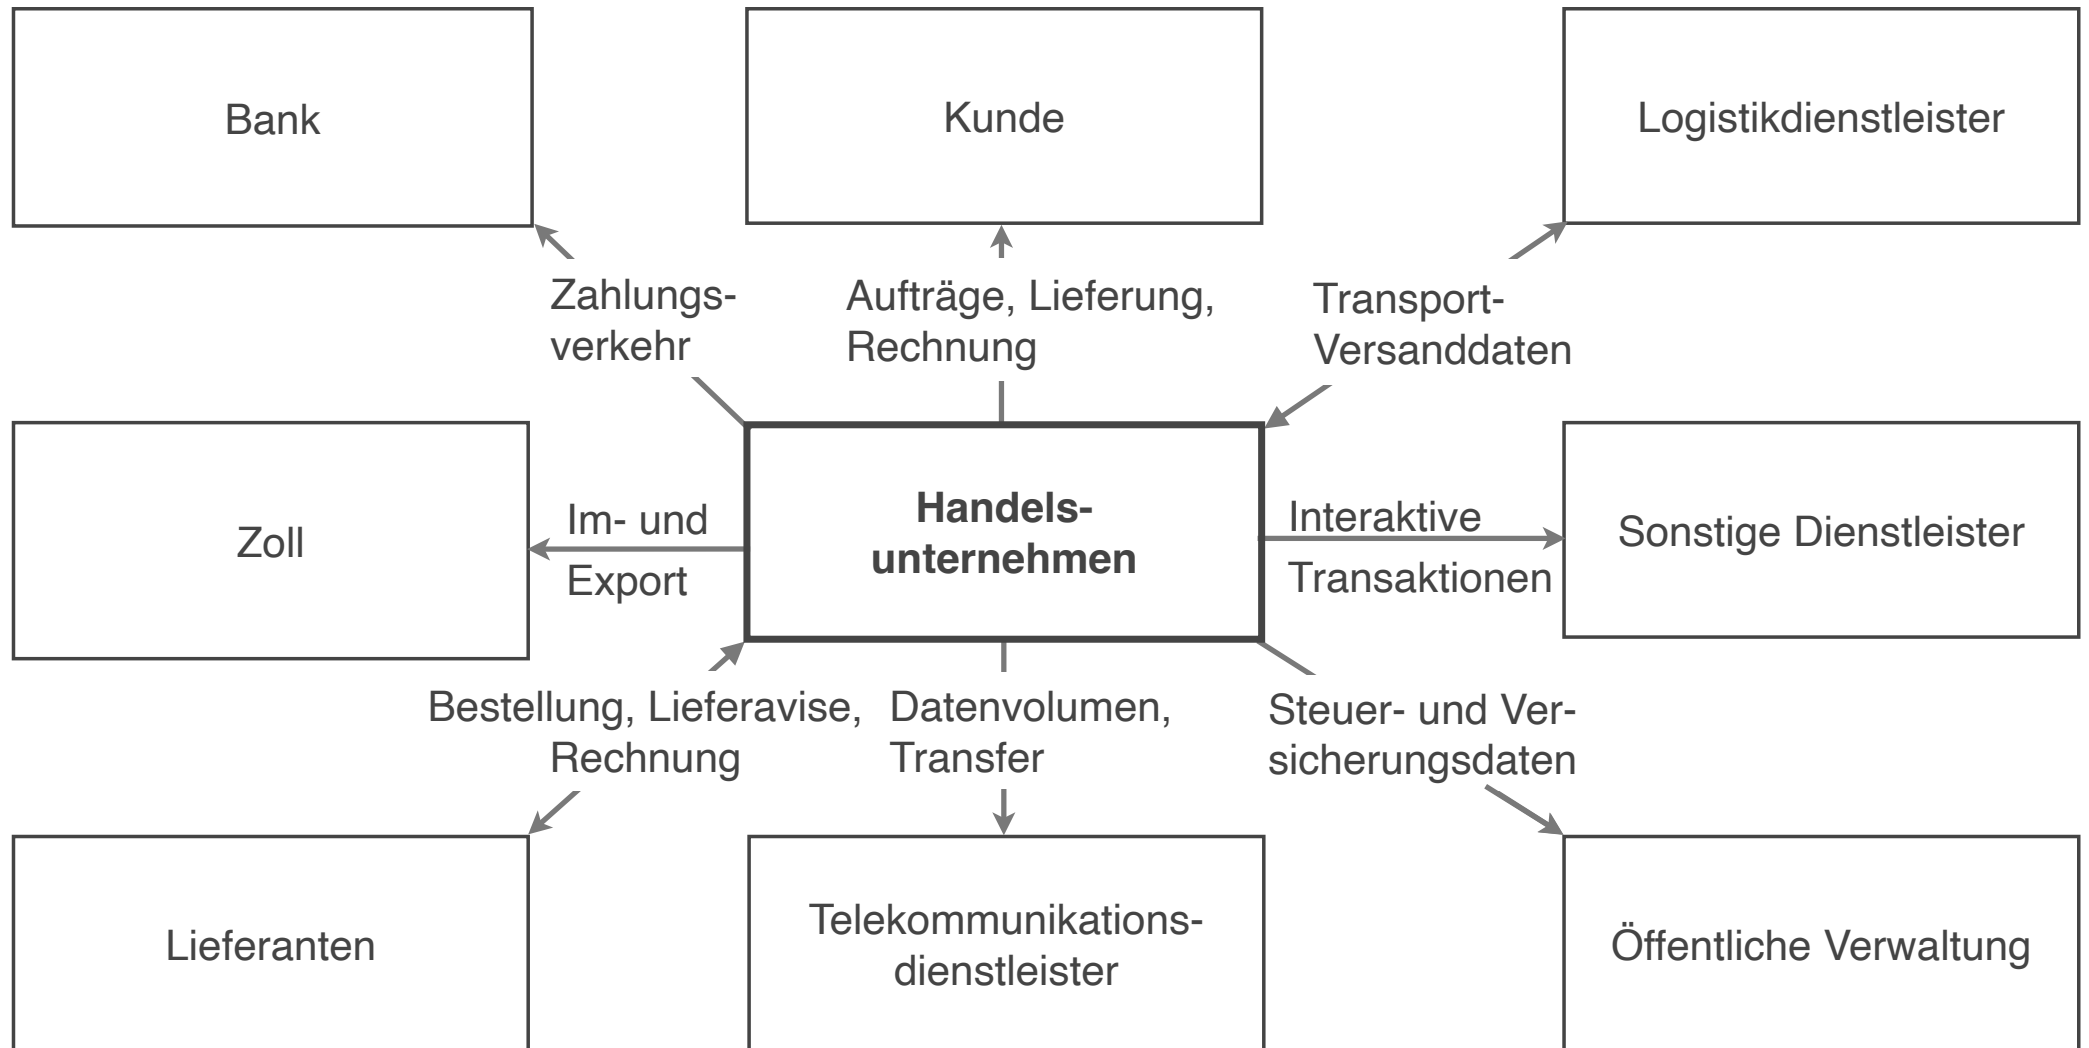 Bank
Kunde
Logistikdienstleister
Zahlungs-
verkehr
Aufträge, Lieferung,
Rechnung
Transport-
Versanddaten
Zoll
Im- und
Export
Handels-
unternehmen
Interaktive
Transaktionen
Sonstige Dienstleister
Bestellung, Lieferavise,
Rechnung
Datenvolumen,
Transfer
Steuer- und Ver-
sicherungsdaten
Lieferanten
Telekommunikations-
dienstleister
Öffentliche Verwaltung